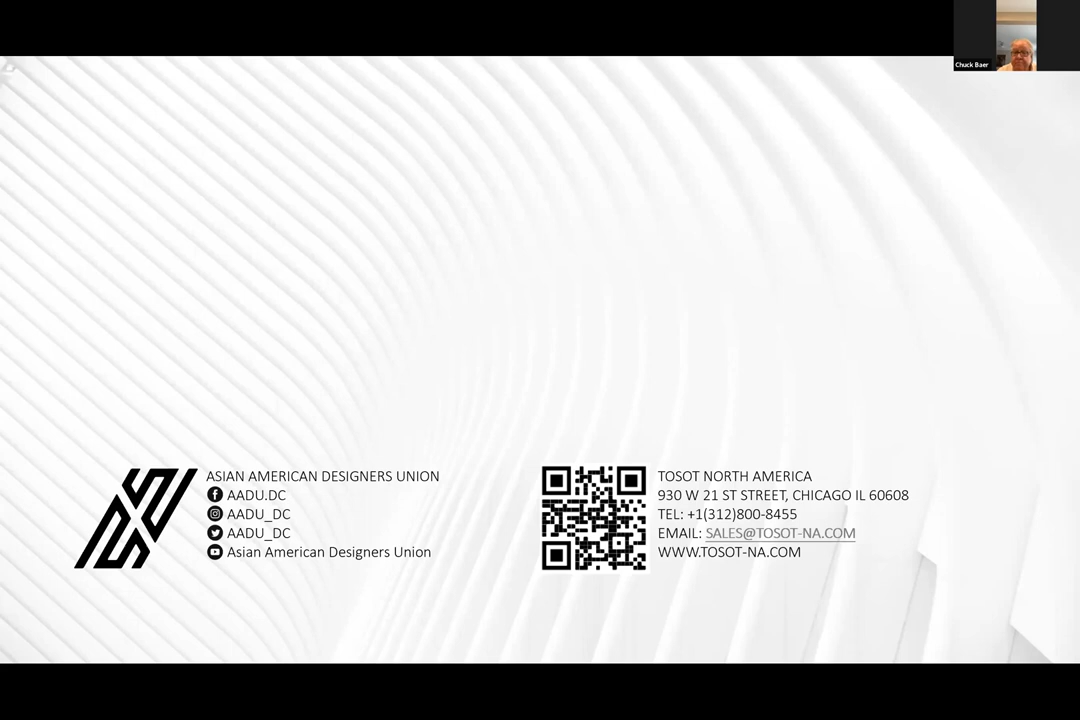 Chuck Baer
ASIAN AMERICAN DESIGNERS UNION
AADU.DC
AADU_DC
AADU_DC
Asian American Designers Union
TOSOT NORTH AMERICA
930 W 21 ST STREET, CHICAGO IL 60608
TEL: +1(312)800-8455
EMAIL: SALES@TOSOT-NA.COM
WWW.TOSOT-NA.COM